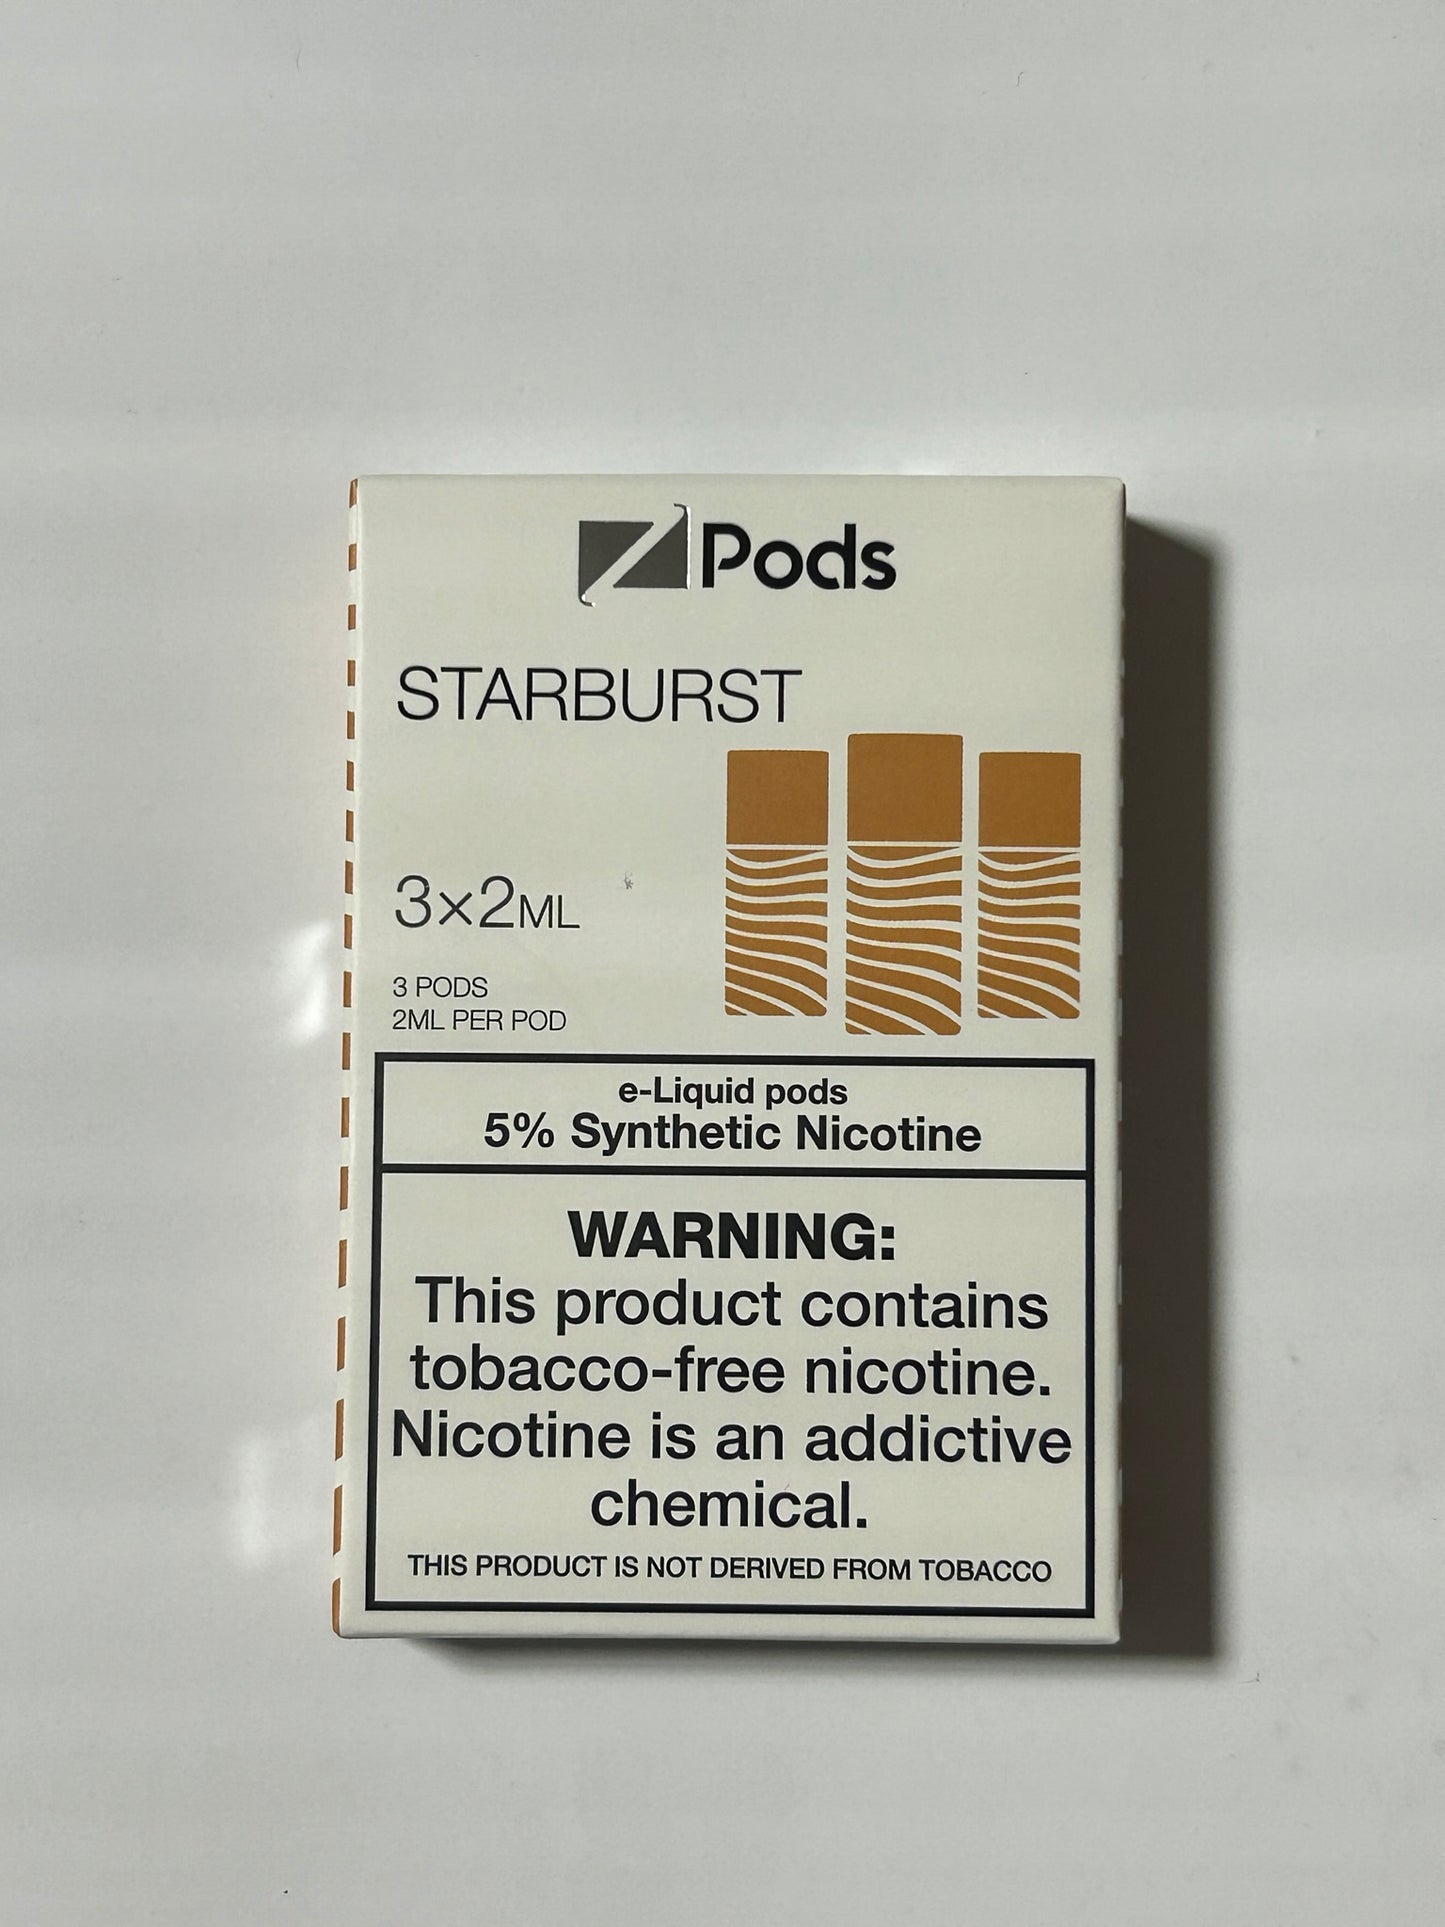 Z Pods
STARBURST
3×2ML
3 PODS
2ML PER POD
e-Liquid pods
5% Synthetic Nicotine
WARNING:
This product contains
tobacco-free nicotine.
Nicotine is an addictive
chemical.
THIS PRODUCT IS NOT DERIVED FROM TOBACCO